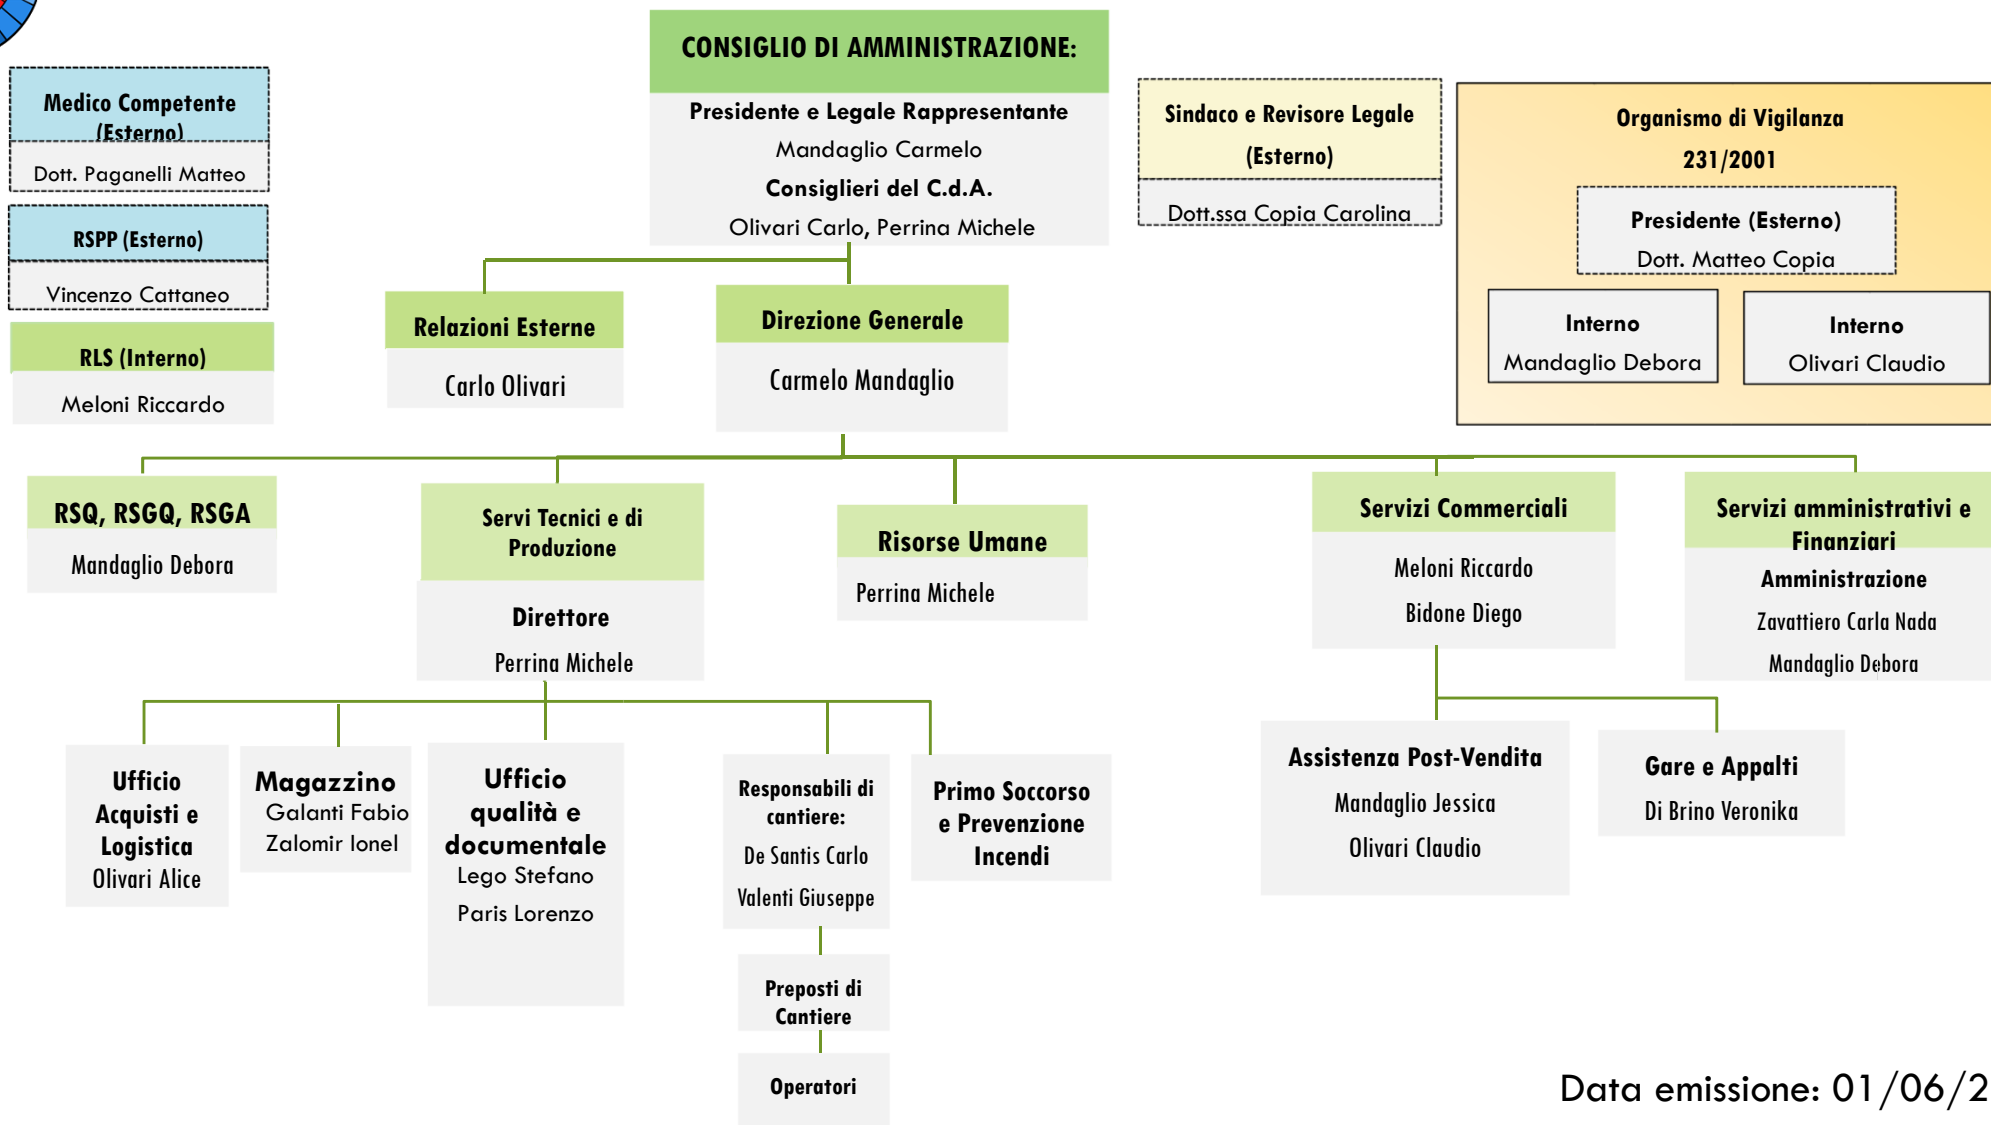 CONSIGLIO DI AMMINISTRAZIONE:
Presidente e Legale Rappresentante
Mandaglio Carmelo
Consiglieri del C.d.A.
Olivari Carlo, Perrina Michele
Medico Competente
(Esterno)
Dott. Paganelli Matteo
RSPP (Esterno)
Vincenzo Cattaneo
RLS (Interno)
Meloni Riccardo
Sindaco e Revisore Legale
(Esterno)
Dott.ssa Copia Carolina
Organismo di Vigilanza
231/2001
Presidente (Esterno)
Dott. Matteo Copia
Interno
Mandaglio Debora
Interno
Olivari Claudio
Relazioni Esterne
Carlo Olivari
Direzione Generale
Carmelo Mandaglio
RSQ, RSGQ, RSGA
Mandaglio Debora
Servi Tecnici e di
Produzione
Direttore
Perrina Michele
Risorse Umane
Perrina Michele
Servizi Commerciali
Meloni Riccardo
Bidone Diego
Servizi amministrativi e
Finanziari
Amministrazione
Zavattiero Carla Nada
Mandaglio Debora
Ufficio
Acquisti e
Logistica
Olivari Alice
Magazzino
Galanti Fabio
Zalomir Ionel
Ufficio
qualità e
documentale
Lego Stefano
Paris Lorenzo
Responsabili di
cantiere:
De Santis Carlo
Valenti Giuseppe
Primo Soccorso
e Prevenzione
Incendi
Assistenza Post-Vendita
Mandaglio Jessica
Olivari Claudio
Gare e Appalti
Di Brino Veronika
Preposti di
Cantiere
Operatori
Data emissione: 01/06/2